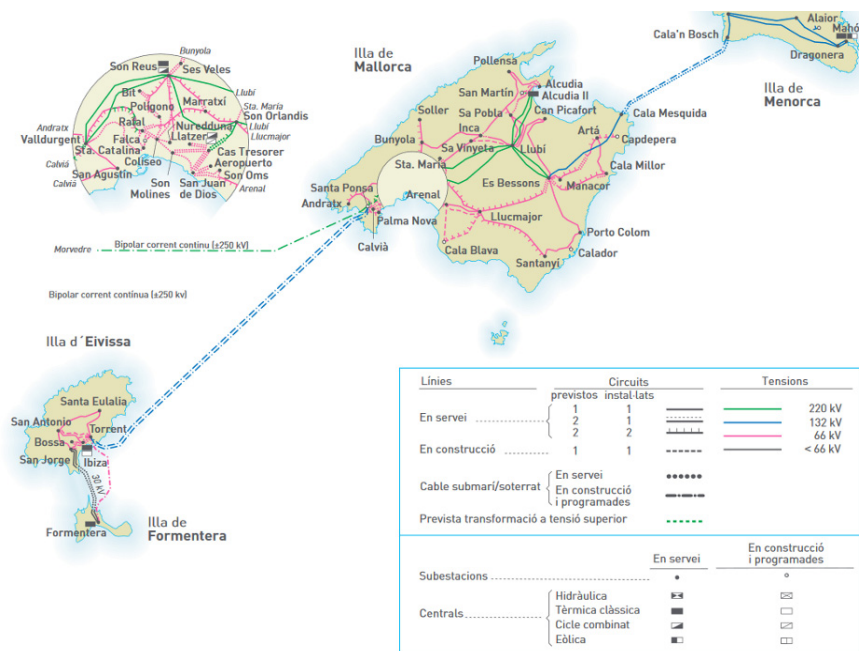 Bunyola
Son Reus
Ses Veles
Bit
Polígono
Marratxi
Llubí
Sta. María
Son Orlandis
Rafal
Nuredduna
Llubí
Llucmajor
Andratx
Valldurgent
Falca
Llatzer
Sta. Catalina
Coliseo
Cas Tresorer
Aeropuerto
Calvià
San Agustín
Son Oms
Calvià
Son
Molines
San Juan
de Dios
Arenal
Illa de
Mallorca
Pollensa
San Martín
Alcudia
Alcudia II
Can Picafort
Soller
Sa Pobla
Inca
Bunyola
Sa Vinyeta
Llubí
Artá
Capdepera
Cala Mesquida
Sta. María
Cala Millor
Es Bessons
Manacor
Santa Ponsa
Arenal
Andratx
Palma Nova
Llucmajor
Calvià
Cala Blava
Porto Colom
Calador
Santanyí
Cala'n Bosch
Alaior
Mahó
Dragonera
Illa de
Menorca
Morvedre
Bipolar corrent continu (±250 kV)
Bipolar corrent contínua (±250 kv)
Illa d´Eivissa
Santa Eulalia
San Antonio
Torrent
Bossa
San Jorge
Ibiza
30 kV
Formentera
Illa de
Formentera
Línies Circuits Tensions
previstos instal·lats
En servei
1 1
2 1
2 2
En construcció 1 1
220 kV
132 kV
66 kV
< 66 kV
Cable submarí/soterrat
En servei
En construcció
i programades
Prevista transformació a tensió superior
En servei
En construcció
i programades
Subestacions
Centrals
Hidràulica
Tèrmica clàssica
Cicle combinat
Eòlica